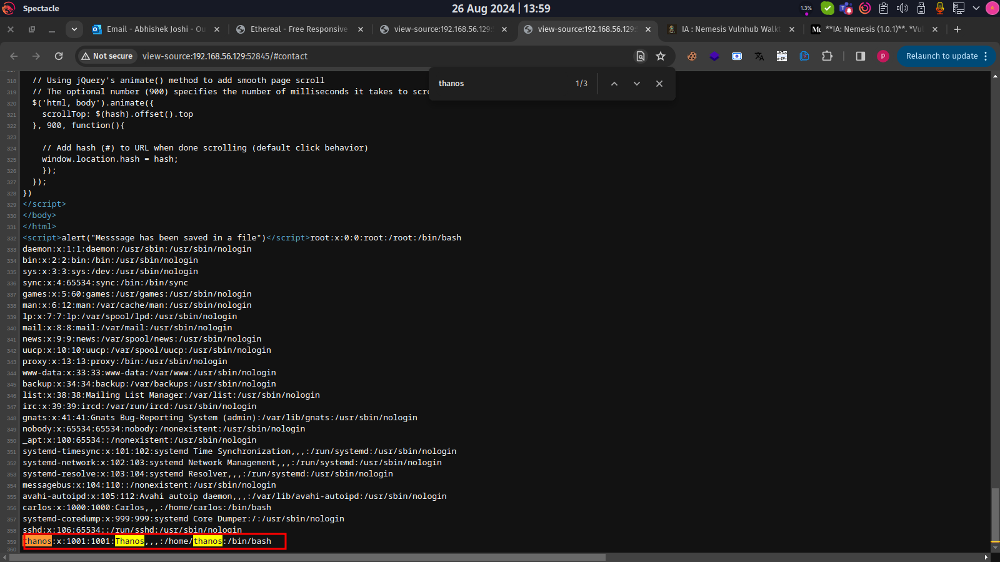 Spectacle
26 Aug 2024 | 13:59
1.3%
Email - Abhishek Joshi - Ou
Ethereal - Free Responsive
view-source:192.168.56.129:
view-source:192.168.56.129:
IA : Nemesis Vulnhub Walkt
**IA: Nemesis (1.0.1)**. *Vul
Not secure
view-source:192.168.56.129:52845/#contact
P
Relaunch to update
thanos
1/3
318 // Using jQuery's animate() method to add smooth page scroll
319 // The optional number (900) specifies the number of milliseconds it takes to scro
320 $('html, body').animate({
321 scrollTop: $(hash).offset().top
322 }, 900, function(){
323
324 // Add hash (#) to URL when done scrolling (default click behavior)
325 window.location.hash = hash;
326 });
327 });
328 })
329 </script>
330 </body>
331 </html>
332 <script>alert("Messsage has been saved in a file")</script>root:x:0:0:root:/root:/bin/bash
333 daemon:x:1:1:daemon:/usr/sbin:/usr/sbin/nologin
334 bin:x:2:2:bin:/bin:/usr/sbin/nologin
335 sys:x:3:3:sys:/dev:/usr/sbin/nologin
336 sync:x:4:65534:sync:/bin:/bin/sync
337 games:x:5:60:games:/usr/games:/usr/sbin/nologin
338 man:x:6:12:man:/var/cache/man:/usr/sbin/nologin
339 lp:x:7:7:lp:/var/spool/lpd:/usr/sbin/nologin
340 mail:x:8:8:mail:/var/mail:/usr/sbin/nologin
341 news:x:9:9:news:/var/spool/news:/usr/sbin/nologin
342 uucp:x:10:10:uucp:/var/spool/uucp:/usr/sbin/nologin
343 proxy:x:13:13:proxy:/bin:/usr/sbin/nologin
344 www-data:x:33:33:www-data:/var/www:/usr/sbin/nologin
345 backup:x:34:34:backup:/var/backups:/usr/sbin/nologin
346 list:x:38:38:Mailing List Manager:/var/list:/usr/sbin/nologin
347 irc:x:39:39:ircd:/var/run/ircd:/usr/sbin/nologin
348 gnats:x:41:41:Gnats Bug-Reporting System (admin):/var/lib/gnats:/usr/sbin/nologin
349 nobody:x:65534:65534:nobody:/nonexistent:/usr/sbin/nologin
350 _apt:x:100:65534::/nonexistent:/usr/sbin/nologin
351 systemd-timesync:x:101:102:systemd Time Synchronization,,,:/run/systemd:/usr/sbin/nologin
352 systemd-network:x:102:103:systemd Network Management,,,:/run/systemd:/usr/sbin/nologin
353 systemd-resolve:x:103:104:systemd Resolver,,,:/run/systemd:/usr/sbin/nologin
354 messagebus:x:104:110::/nonexistent:/usr/sbin/nologin
355 avahi-autoipd:x:105:112:Avahi autoip daemon,,,:/var/lib/avahi-autoipd:/usr/sbin/nologin
356 carlos:x:1000:1000:Carlos,,,:/home/carlos:/bin/bash
357 systemd-coredump:x:999:999:systemd Core Dumper:/:/usr/sbin/nologin
358 sshd:x:106:65534::/run/sshd:/usr/sbin/nologin
359 thanos:x:1001:1001:Thanos,,,:/home/thanos:/bin/bash
360